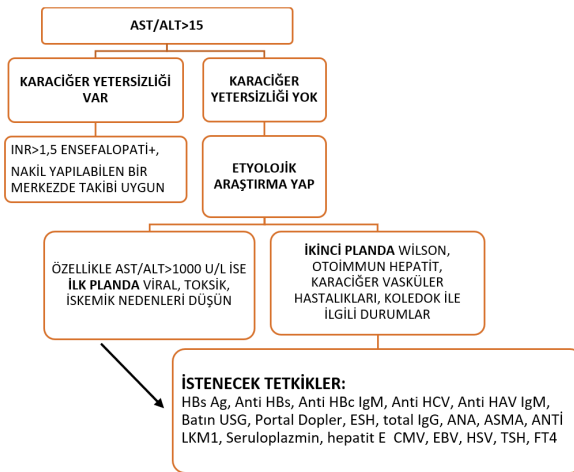 AST/ALT>15
KARACİĞER YETERSİZLİĞİ
VAR
KARACİĞER
YETERSİZLİĞİ YOK
INR>1,5 ENSEFALOPATİ+,
NAKİL YAPILABİLEN BİR
MERKEZDE TAKİBİ UYGUN
ETYOLOJİK
ARAŞTIRMA YAP
ÖZELLİKLE AST/ALT>1000 U/L İSE
İLK PLANDA VİRAL, TOKSİK,
İSKEMİK NEDENLERİ DÜŞÜN
İKİNCİ PLANDA WİLSON,
OTOİMMUN HEPATİT,
KARACİĞER VASKÜLER
HASTALIKLARI, KOLEDOK İLE
İLGİLİ DURUMLAR
İSTENECEK TETKİKLER:
HBs Ag, Anti HBs, Anti HBc IgM, Anti HCV, Anti HAV IgM,
Batın USG, Portal Dopler, ESH, total IgG, ANA, ASMA, ANTİ
LKM1, Seruloplazmin, hepatit E CMV, EBV, HSV, TSH, FT4